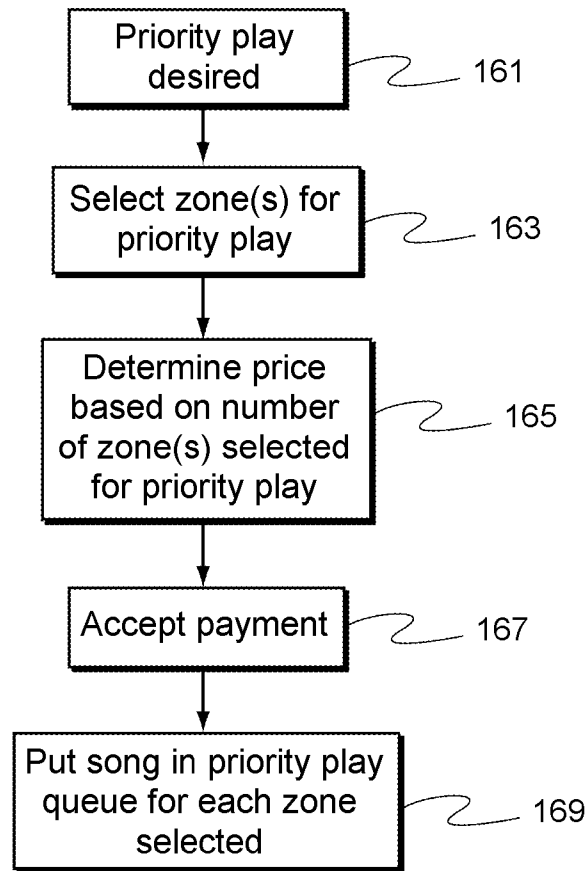 Priority play
desired
161
Select zone(s) for
priority play
163
Determine price
based on number
of zone(s) selected
for priority play
165
Accept payment
167
Put song in priority play
queue for each zone
selected
169